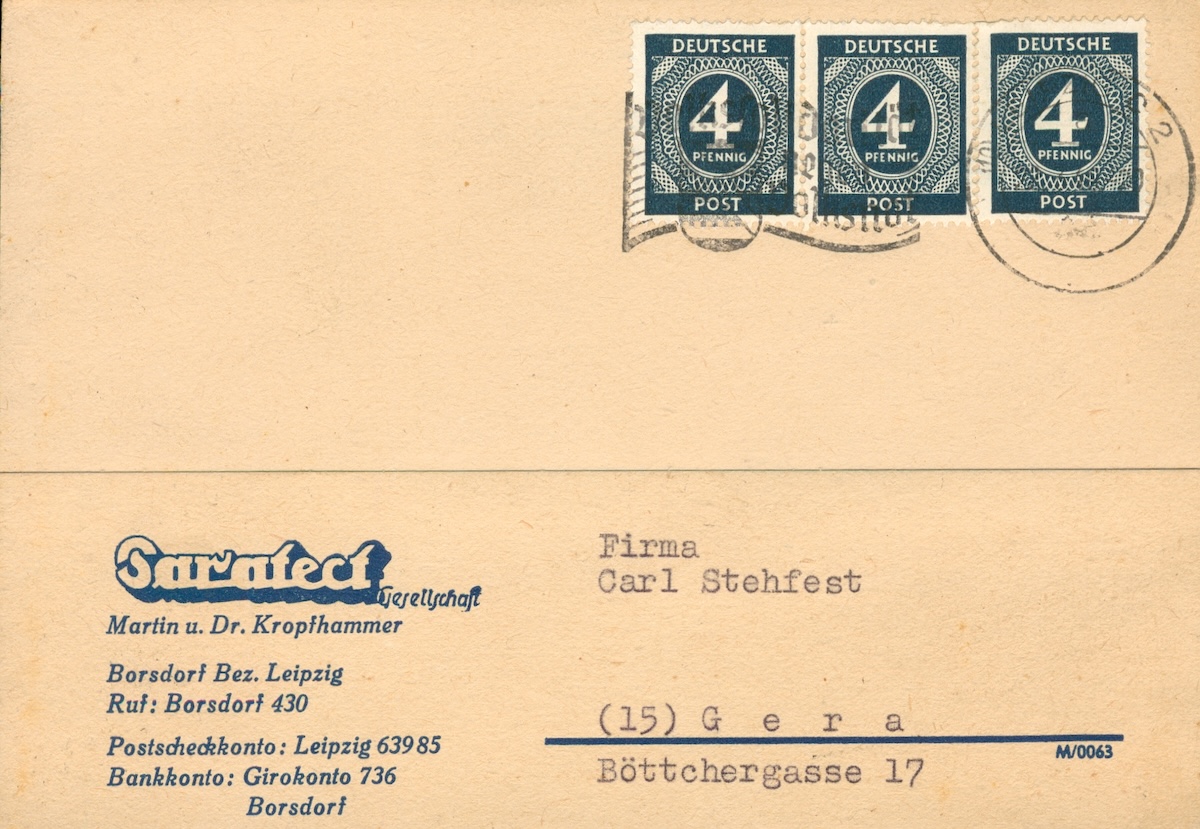 DEUTSCHE
4
PFENNIG
POST
DEUTSCHE
4
PFENNIG
POST
DEUTSCHE
4
PFENNIG
POST
Saratect
Gesellschaft
Martin u. Dr. Kropfhammer
Borsdorf Bez. Leipzig
Ruf: Borsdorf 430
Postscheckkonto: Leipzig 63985
Bankkonto: Girokonto 736
Borsdorf
Firma
Carl Stehfest
(15) G e r a
M/0063
Böttchergasse 17